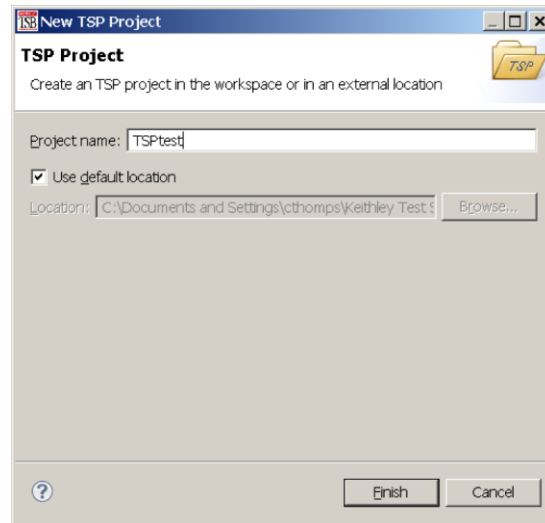 TSB New TSP Project
TSP Project
Create an TSP project in the workspace or in an external location
TSP
Project name: TSPtest
Use default location
Location: C:\Documents and Settings\cthomps\Keithley Test S
Browse...
?
Finish
Cancel